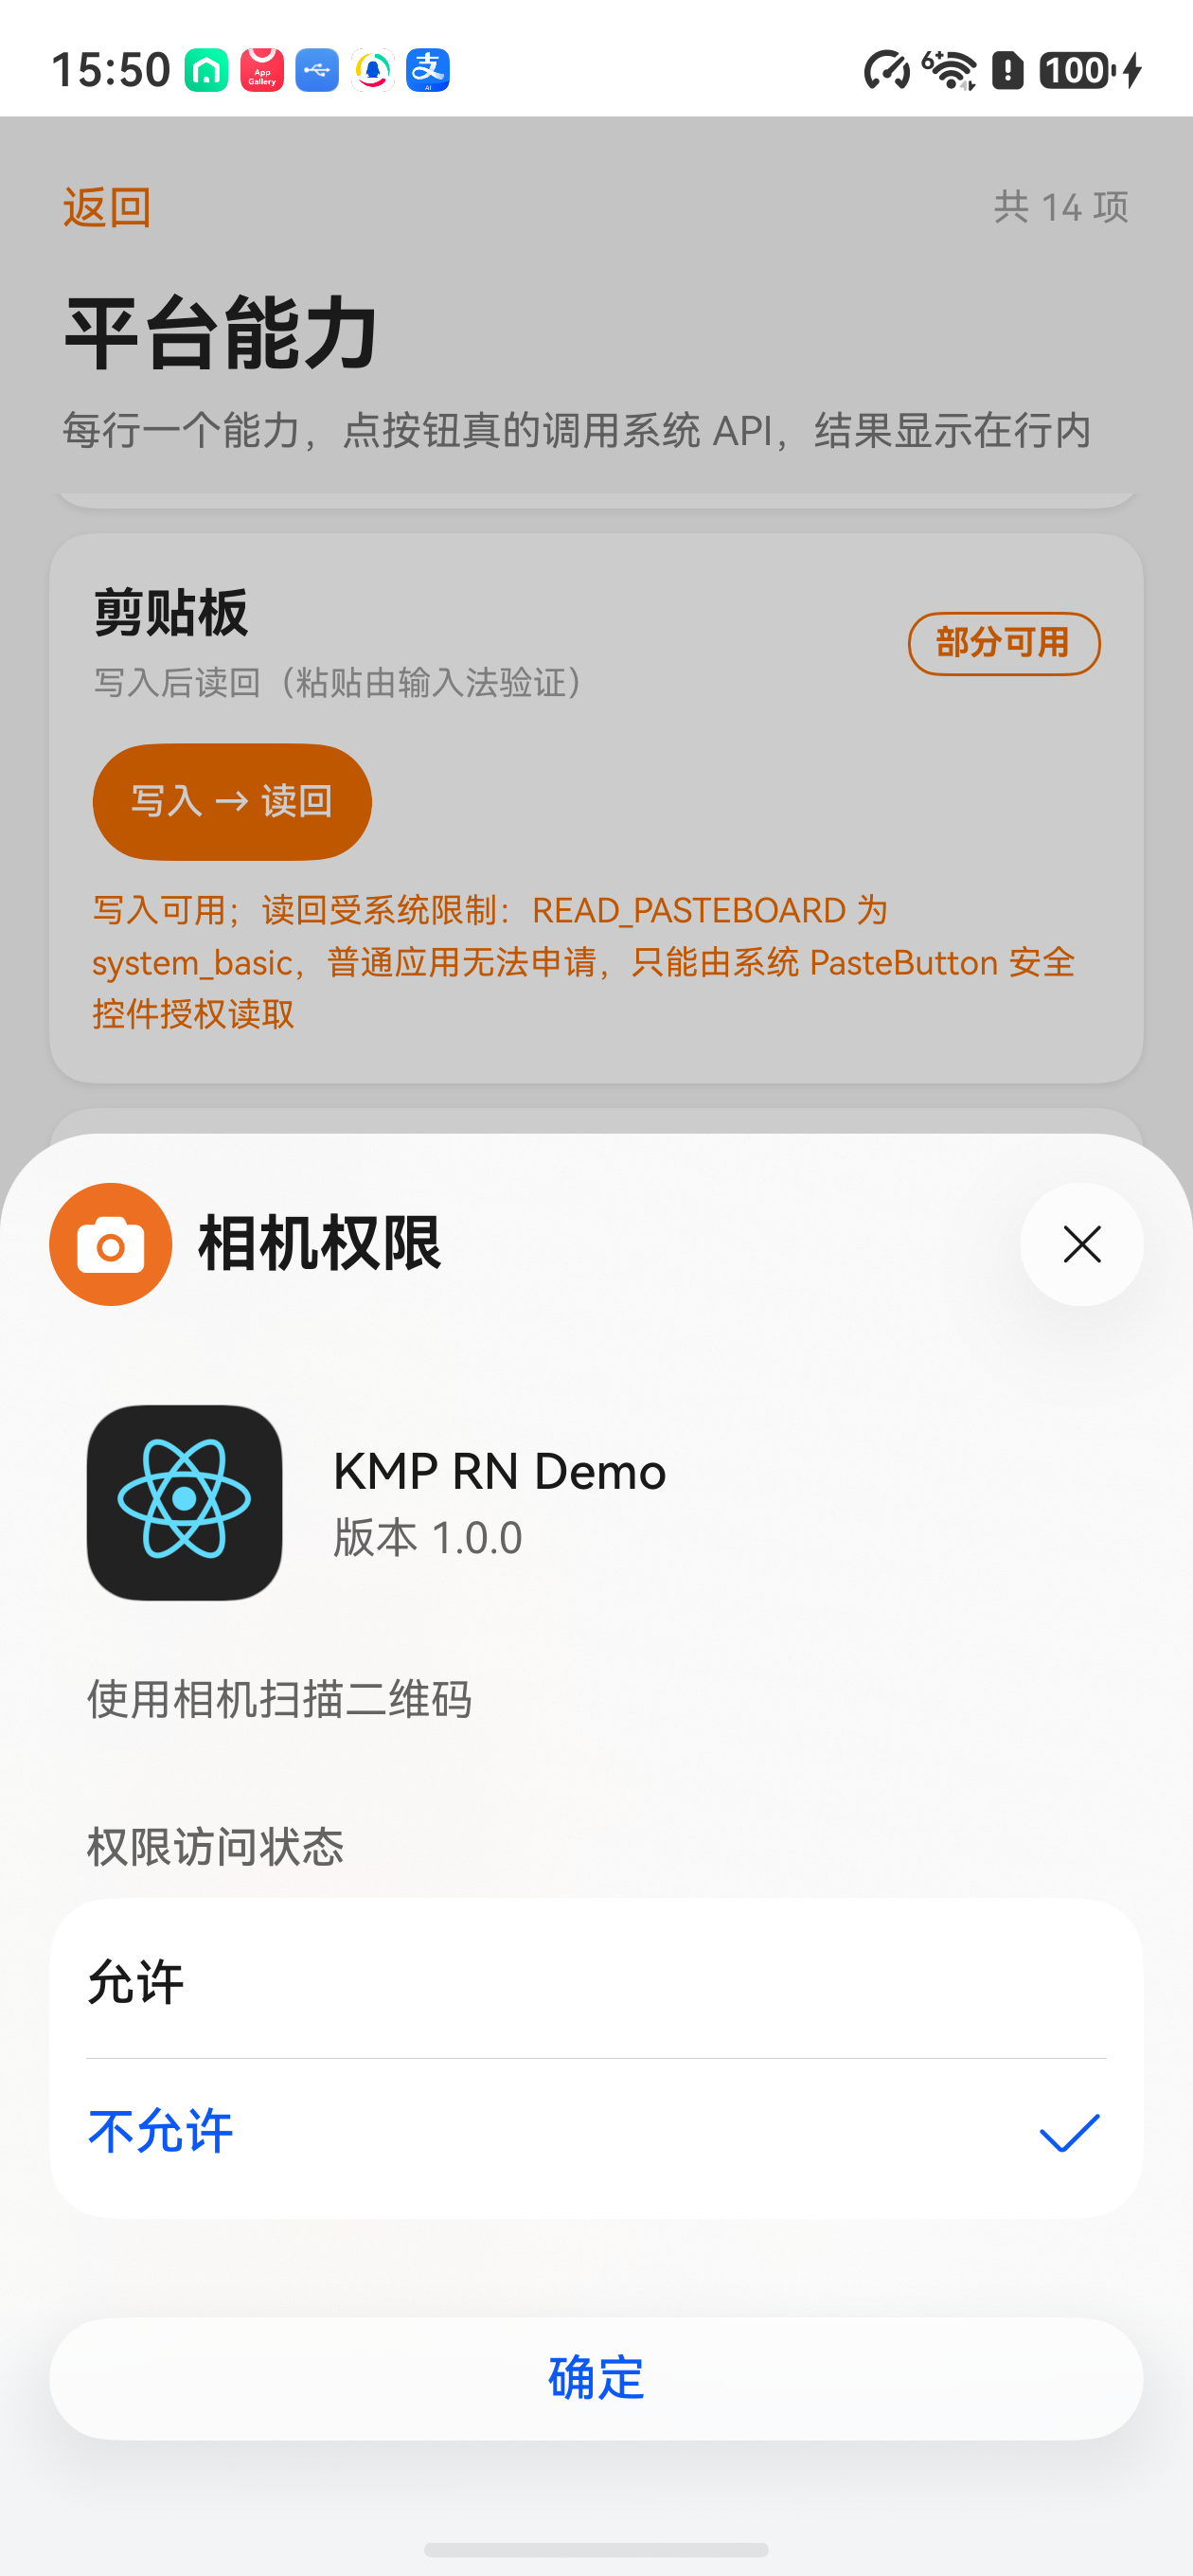 15:50
App
Gallery
支
AI
6+
100
返回
共 14 项
平台能力
每行一个能力，点按钮真的调用系统 API，结果显示在行内
剪贴板
写入后读回（粘贴由输入法验证）
部分可用
写入 → 读回
写入可用；读回受系统限制：READ_PASTEBOARD 为
system_basic，普通应用无法申请，只能由系统 PasteButton 安全
控件授权读取
相机权限
KMP RN Demo
版本 1.0.0
使用相机扫描二维码
权限访问状态
允许
不允许
确定